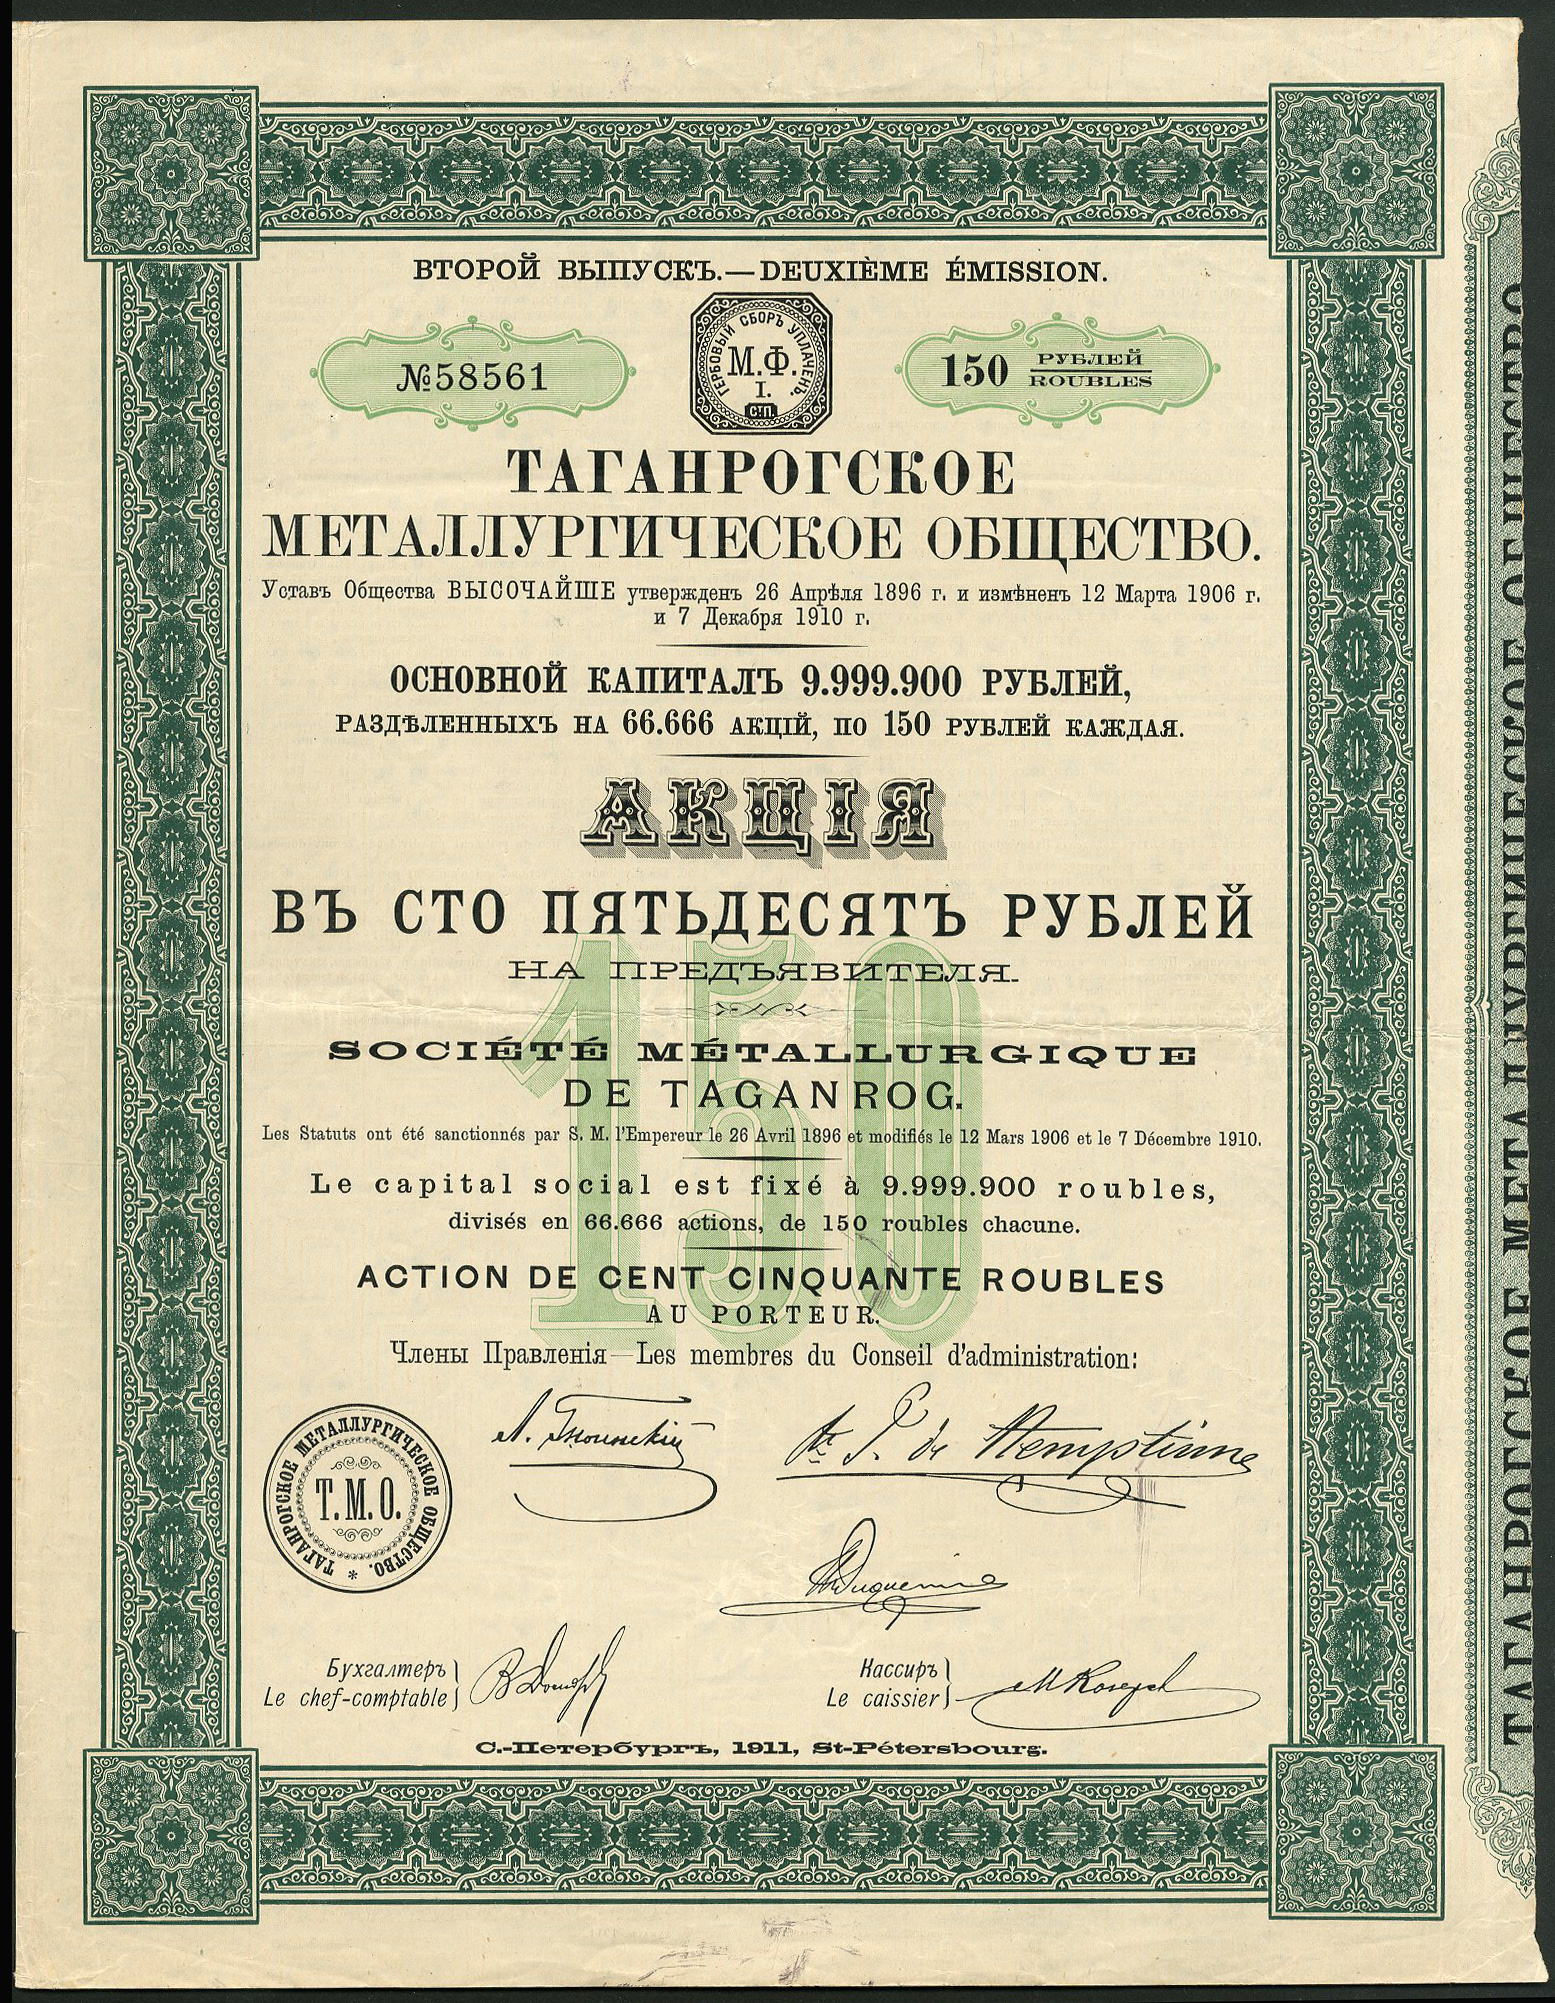 ВТОРОЙ ВЫПУСКЪ.—DEUXIÈME ÉMISSION.
№58561
ГЕРБОВЫЙ СБОРЪ УПЛАЧЕНЪ.
М.Ф.
I.
СПП.
150 РУБЛЕЙ
ROUBLES
ТАГАНРОГСКОЕ
МЕТАЛЛУРГИЧЕСКОЕ ОБЩЕСТВО.
Уставъ Общества ВЫСОЧАЙШЕ утвержденъ 26 Апрѣля 1896 г. и измѣненъ 12 Марта 1906 г.
и 7 Декабря 1910 г.
ОСНОВНОЙ КАПИТАЛЪ 9.999.900 РУБЛЕЙ,
РАЗДѢЛЕННЫХЪ НА 66.666 АКЦІЙ, ПО 150 РУБЛЕЙ КАЖДАЯ.
АКЦІЯ
ВЪ СТО ПЯТЬДЕСЯТЪ РУБЛЕЙ
НА ПРЕДЪЯВИТЕЛЯ.
150
SOCIÉTÉ MÉTALLURGIQUE
DE TAGANROG.
Les Statuts ont été sanctionnés par S. M. l'Empereur le 26 Avril 1896 et modifiés le 12 Mars 1906 et le 7 Décembre 1910.
Le capital social est fixé à 9.999.900 roubles,
divisés en 66.666 actions, de 150 roubles chacune.
ACTION DE CENT CINQUANTE ROUBLES
AU PORTEUR.
Члены Правленія—Les membres du Conseil d'administration:
ТАГАНРОГСКОЕ МЕТАЛЛУРГИЧЕСКОЕ ОБЩЕСТВО. *
Т.М.О.
Бухгалтеръ
Le chef-comptable
Кассиръ
Le caissier
С.-Петербургъ, 1911, St-Pétersbourg.
ТАГАНРОГСКОЕ МЕТАЛЛУРГИЧЕСКОЕ ОБЩЕСТВО